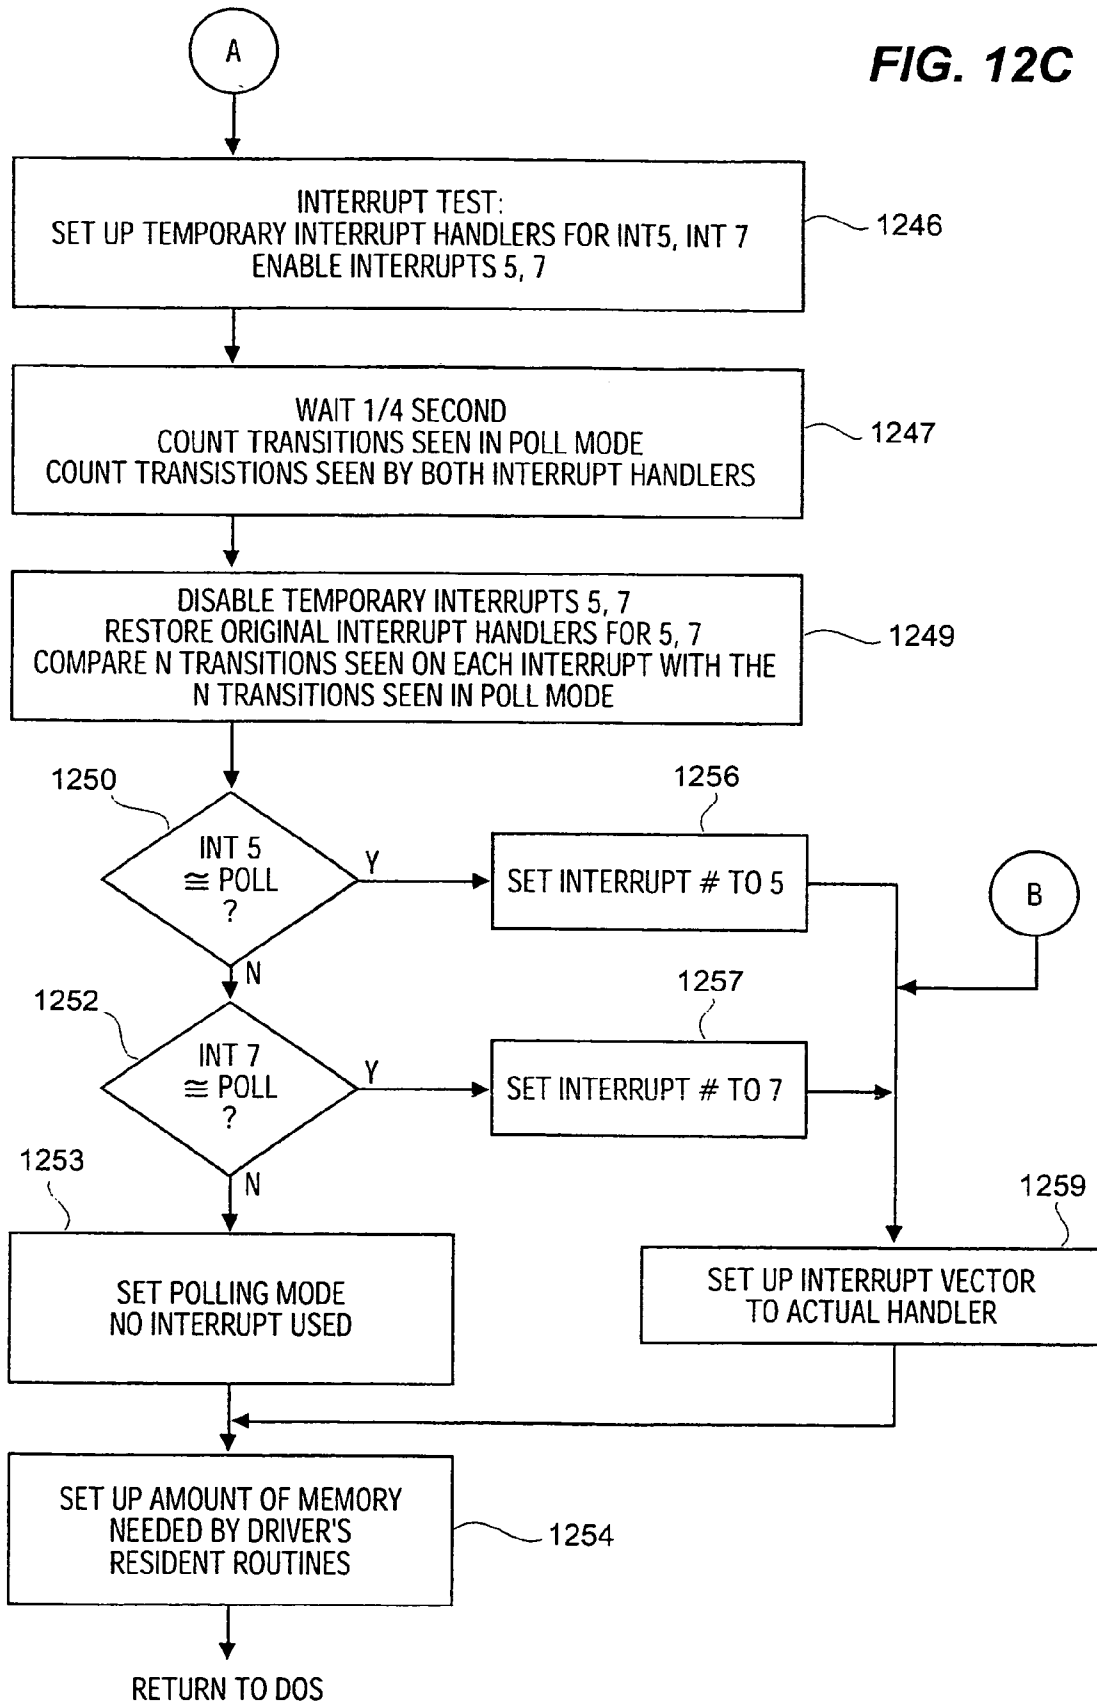 A
FIG. 12C
INTERRUPT TEST:
SET UP TEMPORARY INTERRUPT HANDLERS FOR INT5, INT 7
ENABLE INTERRUPTS 5, 7
1246
WAIT 1/4 SECOND
COUNT TRANSITIONS SEEN IN POLL MODE
COUNT TRANSISTIONS SEEN BY BOTH INTERRUPT HANDLERS
1247
DISABLE TEMPORARY INTERRUPTS 5, 7
RESTORE ORIGINAL INTERRUPT HANDLERS FOR 5, 7
COMPARE N TRANSITIONS SEEN ON EACH INTERRUPT WITH THE
N TRANSITIONS SEEN IN POLL MODE
1249
1250
INT 5
≅ POLL
?
Y
N
1256
SET INTERRUPT # TO 5
B
1252
INT 7
≅ POLL
?
Y
N
1257
SET INTERRUPT # TO 7
1253
SET POLLING MODE
NO INTERRUPT USED
1259
SET UP INTERRUPT VECTOR
TO ACTUAL HANDLER
SET UP AMOUNT OF MEMORY
NEEDED BY DRIVER'S
RESIDENT ROUTINES
1254
RETURN TO DOS